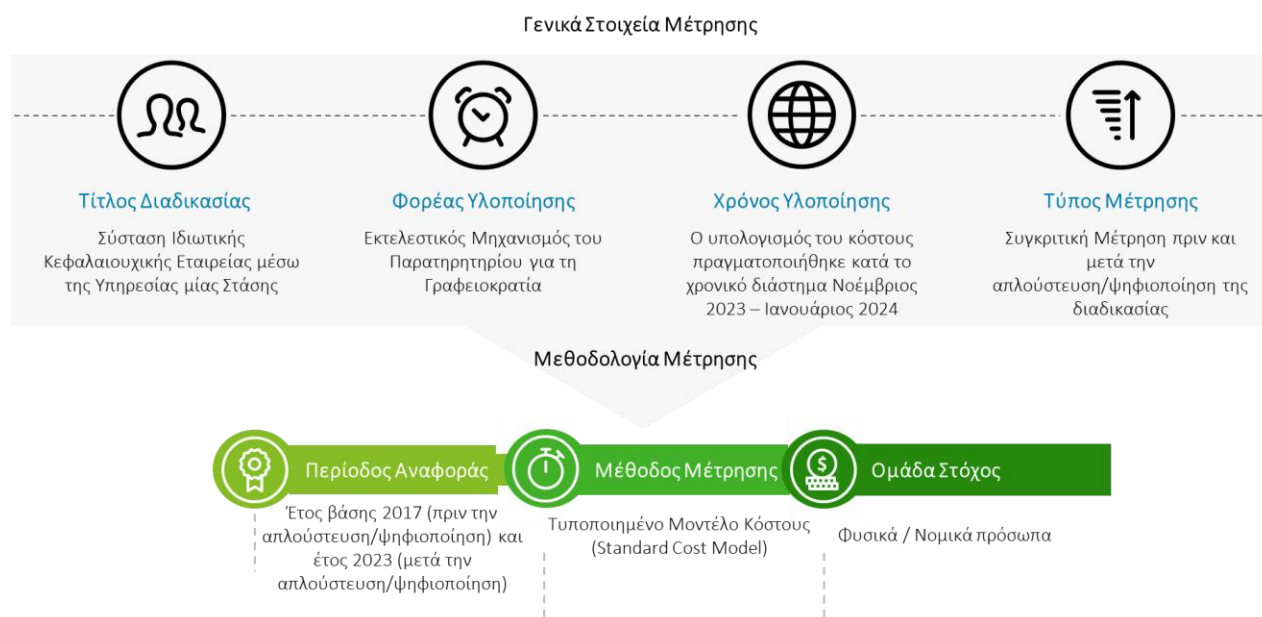 Γενικά Στοιχεία Μέτρησης
Τίτλος Διαδικασίας
Σύσταση Ιδιωτικής
Κεφαλαιουχικής Εταιρείας μέσω
της Υπηρεσίας μίας Στάσης
Φορέας Υλοποίησης
Εκτελεστικός Μηχανισμός του
Παρατηρητηρίου για τη
Γραφειοκρατία
Χρόνος Υλοποίησης
Ο υπολογισμός του κόστους
πραγματοποιήθηκε κατά το
χρονικό διάστημα Νοέμβριος
2023 – Ιανουάριος 2024
Τύπος Μέτρησης
Συγκριτική Μέτρηση πριν και
μετά την
απλούστευση/ψηφιοποίηση της
διαδικασίας
Μεθοδολογία Μέτρησης
Περίοδος Αναφοράς
Έτος βάσης 2017 (πριν την
απλούστευση/ψηφιοποίηση) και
έτος 2023 (μετά την
απλούστευση/ψηφιοποίηση)
Μέθοδος Μέτρησης
Τυποποιημένο Μοντέλο Κόστους
(Standard Cost Model)
$
Ομάδα Στόχος
Φυσικά / Νομικά πρόσωπα